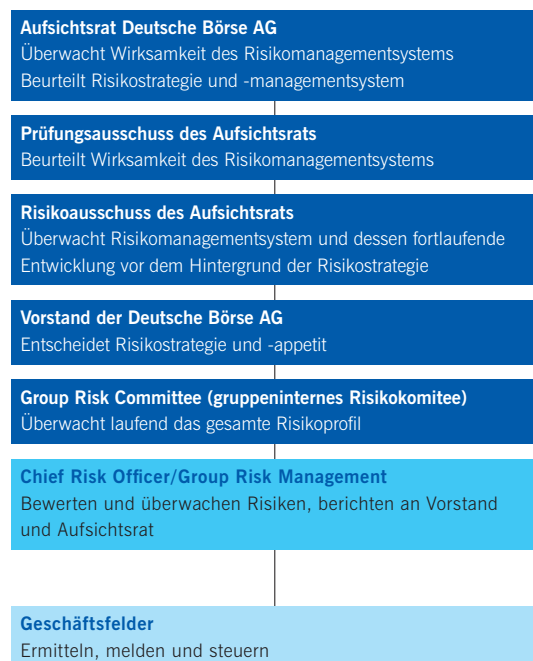 Aufsichtsrat Deutsche Börse AG
Überwacht Wirksamkeit des Risikomanagementsystems
Beurteilt Risikostrategie und -managementsystem
Prüfungsausschuss des Aufsichtsrats
Beurteilt Wirksamkeit des Risikomanagementsystems
Risikoausschuss des Aufsichtsrats
Überwacht Risikomanagementsystem und dessen fortlaufende
Entwicklung vor dem Hintergrund der Risikostrategie
Vorstand der Deutsche Börse AG
Entscheidet Risikostrategie und -appetit
Group Risk Committee (gruppeninternes Risikokomitee)
Überwacht laufend das gesamte Risikoprofil
Chief Risk Officer/Group Risk Management
Bewerten und überwachen Risiken, berichten an Vorstand
und Aufsichtsrat
Geschäftsfelder
Ermitteln, melden und steuern